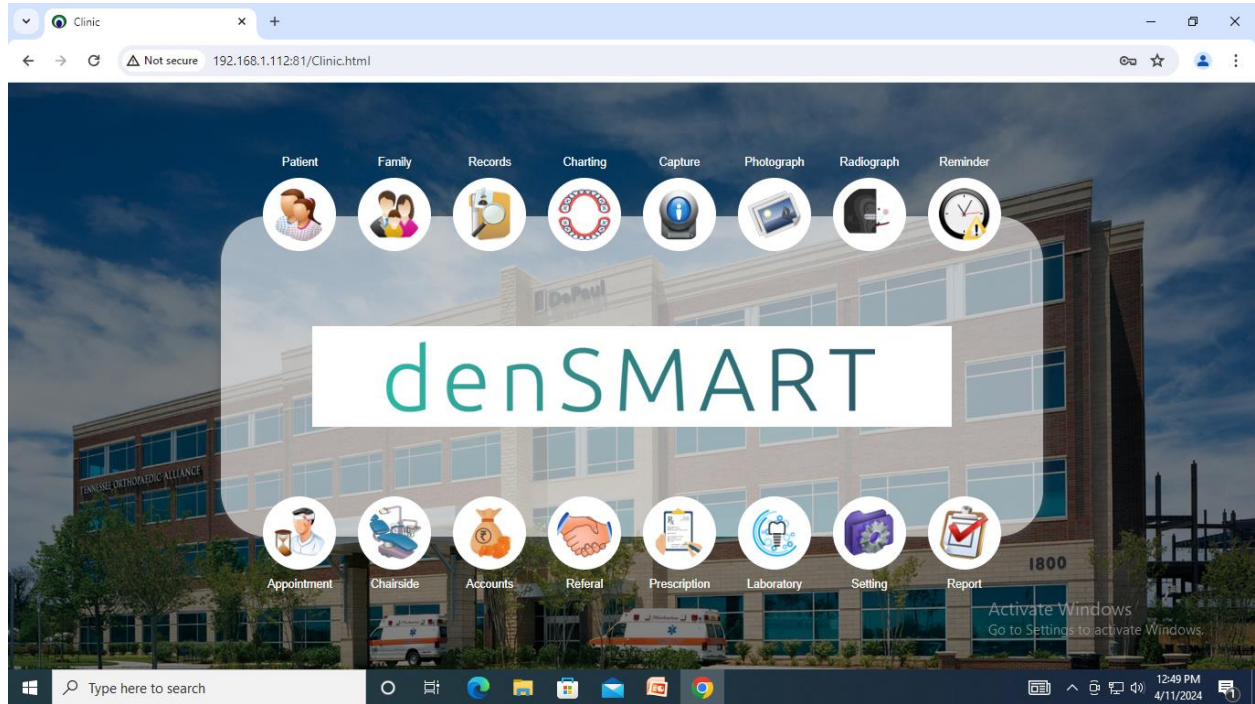 Clinic
Not secure 192.168.1.112:81/Clinic.html
Patient Family Records Charting Capture Photograph Radiograph Reminder
DePaul
denSMART
TENNESSEE ORTHOPAEDIC ALLIANCE
Appointment Chairside Accounts Referal Prescription Laboratory Setting Report
1800
Activate Windows
Go to Settings to activate Windows.
Type here to search
12:49 PM
4/11/2024